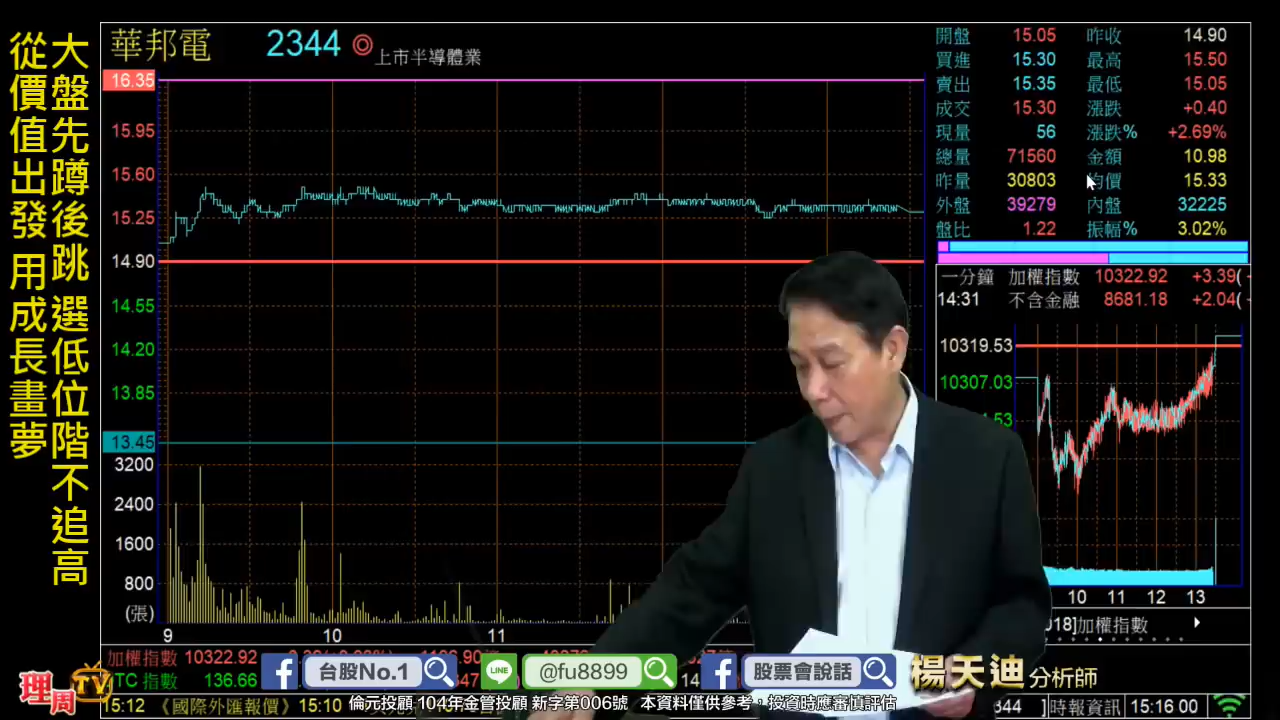 大盤先蹲後跳 選低位階不追高
從價值出發 用成長畫夢
華邦電 2344 ◎ 上市半導體業
16.35
15.95
15.60
15.25
14.90
14.55
14.20
13.85
13.45
3200
2400
1600
800
(張)
9 10 11
開盤 15.05 昨收 14.90
買進 15.30 最高 15.50
賣出 15.35 最低 15.05
成交 15.30 漲跌 +0.40
現量 56 漲跌% +2.69%
總量 71560 金額 10.98
昨量 30803 均價 15.33
外盤 39279 內盤 32225
盤比 1.22 振幅% 3.02%
一分鐘 加權指數 10322.92 +3.39(
14:31 不含金融 8681.18 +2.04(
10319.53
10307.03
10 11 12 13
018]加權指數
加權指數 10322.92
TC 指數 136.66
台股No.1
LINE
@fu8899
股票會說話
楊天迪 分析師
理周TV
倫元投顧 104年金管投顧 新字第006號 本資料僅供參考，投資時應審慎評估
15:12 《國際外匯報價》 15:10
344 ]時報資訊 15:16 00